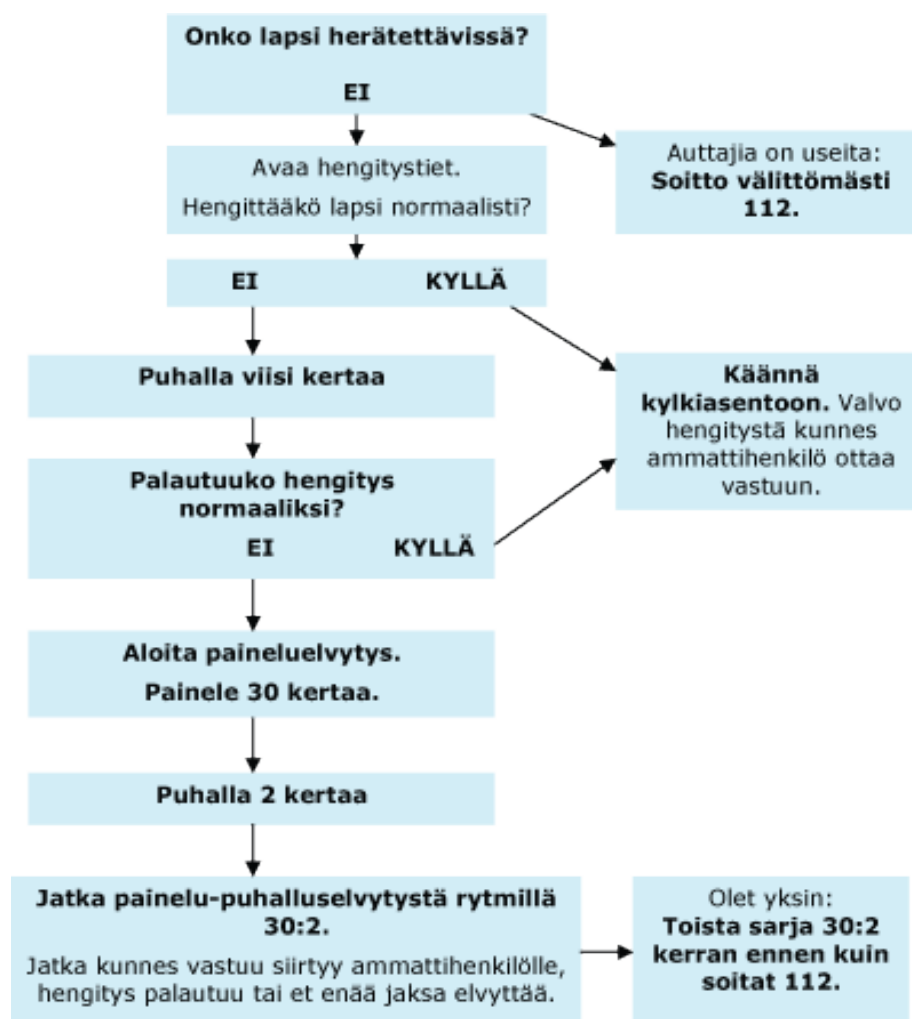 Onko lapsi herätettävissä?
EI
Auttajia on useita:
Soitto välittömästi
112.
Avaa hengitystiet.
Hengittääkö lapsi normaalisti?
EI KYLLÄ
Puhalla viisi kertaa
Käännä
kylkiasentoon. Valvo
hengitystä kunnes
ammattihenkilö ottaa
vastuun.
Palautuuko hengitys
normaaliksi?
EI KYLLÄ
Aloita paineluelvytys.
Painele 30 kertaa.
Puhalla 2 kertaa
Jatka painelu-puhalluselvytystä rytmillä
30:2.
Jatka kunnes vastuu siirtyy ammattihenkilölle,
hengitys palautuu tai et enää jaksa elvyttää.
Olet yksin:
Toista sarja 30:2
kerran ennen kuin
soitat 112.